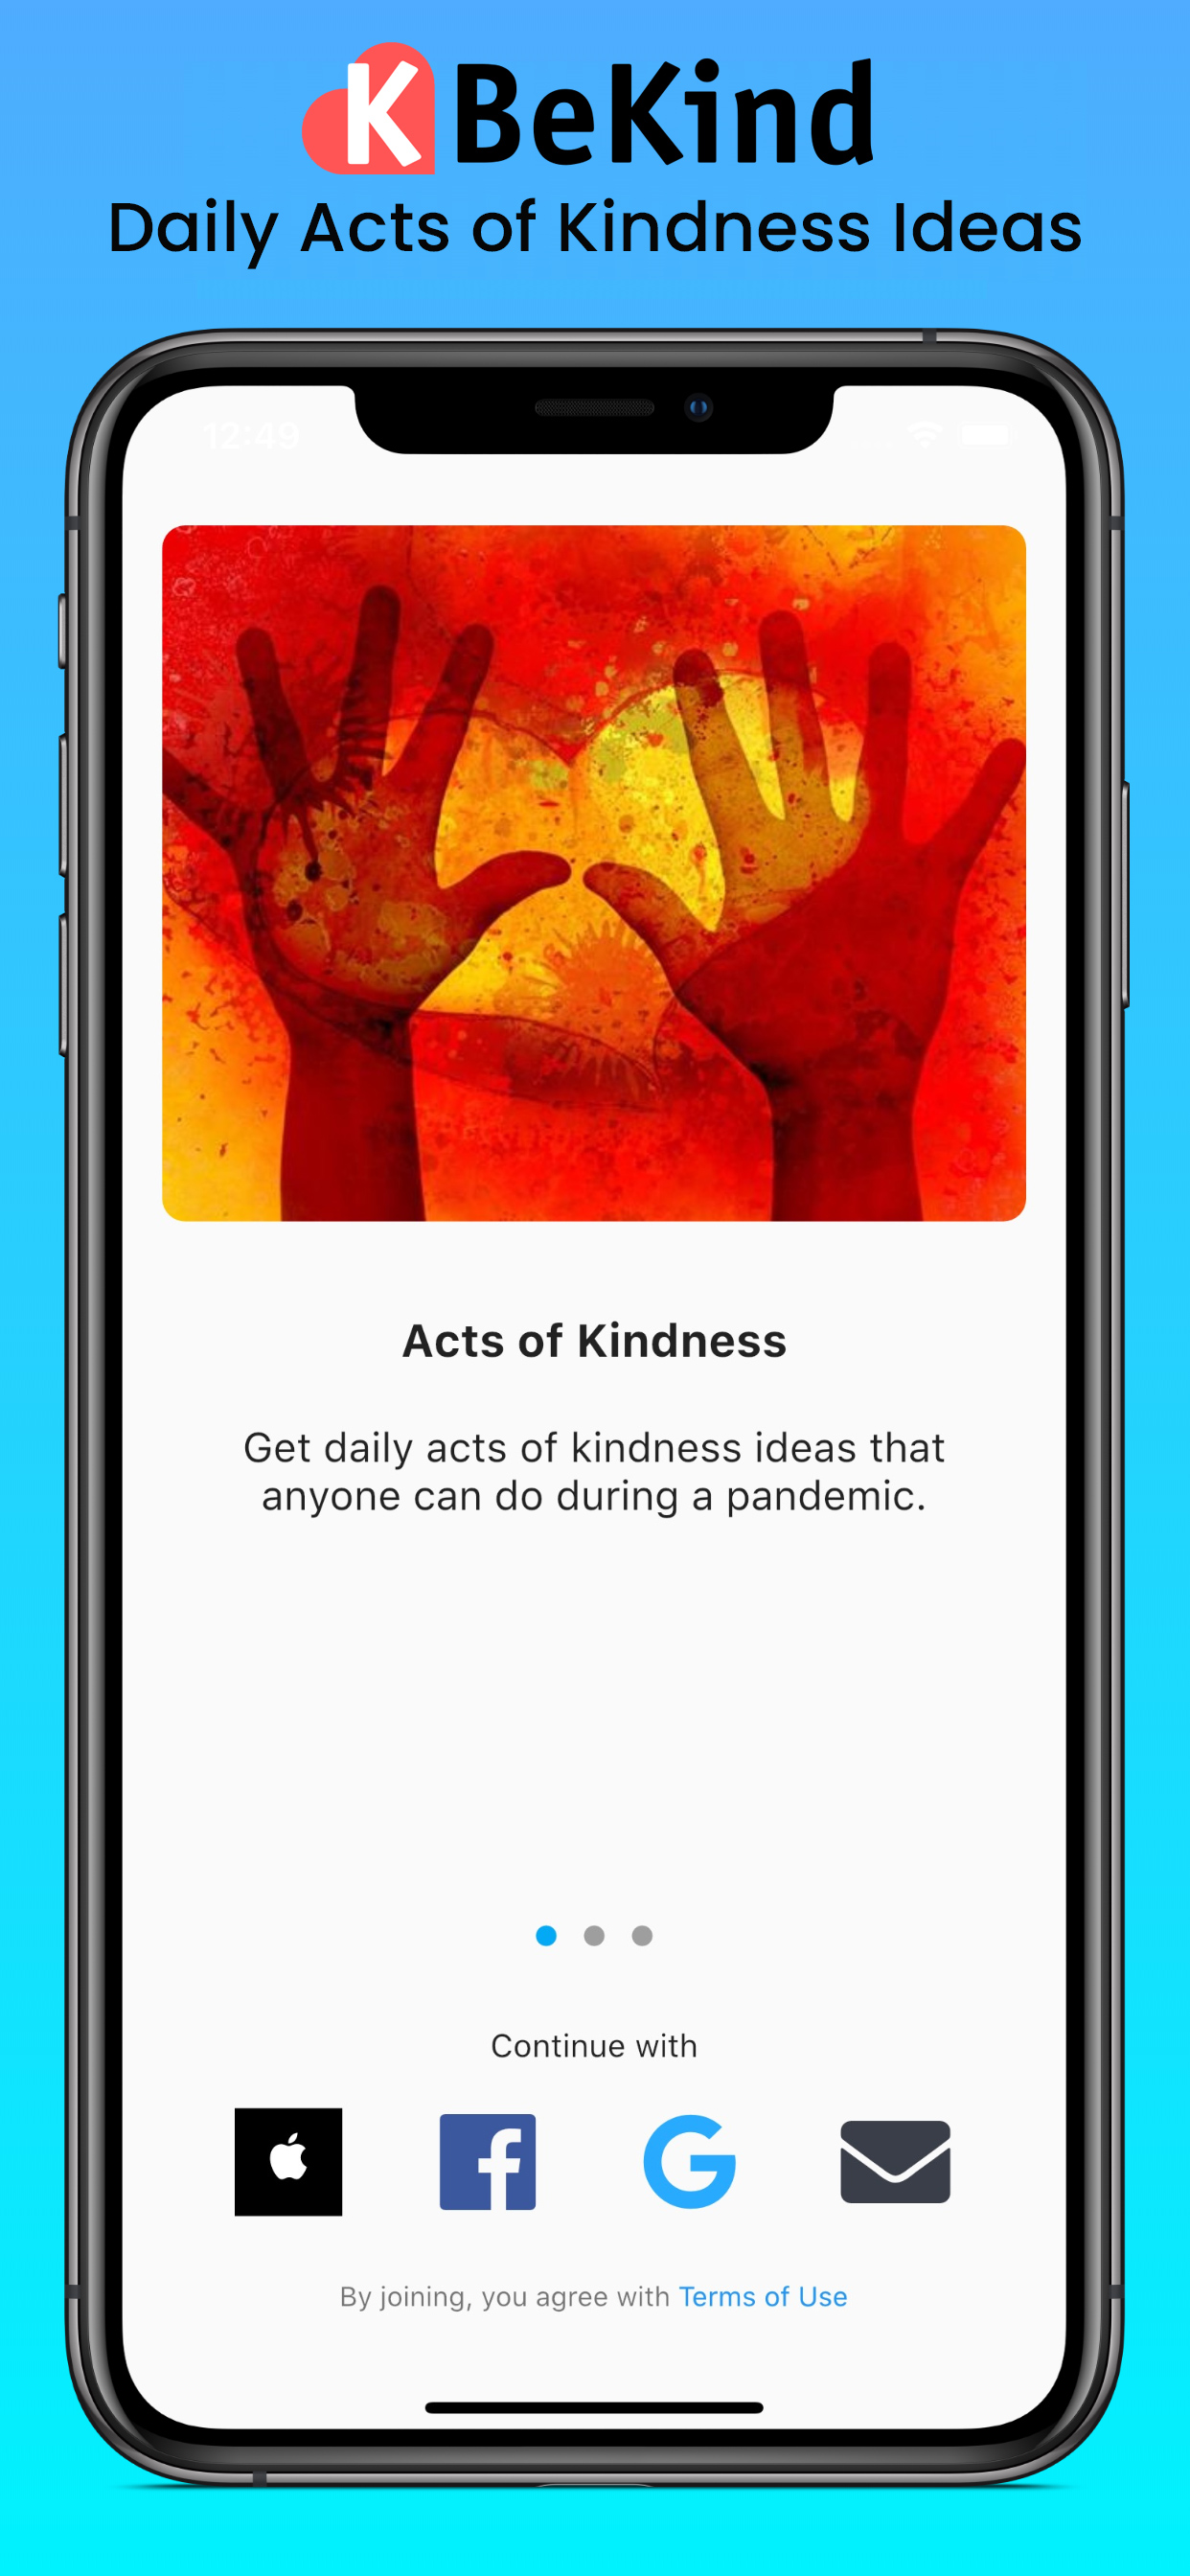 K BeKind
Daily Acts of Kindness Ideas
12:49
Acts of Kindness
Get daily acts of kindness ideas that
anyone can do during a pandemic.
Continue with
By joining, you agree with Terms of Use